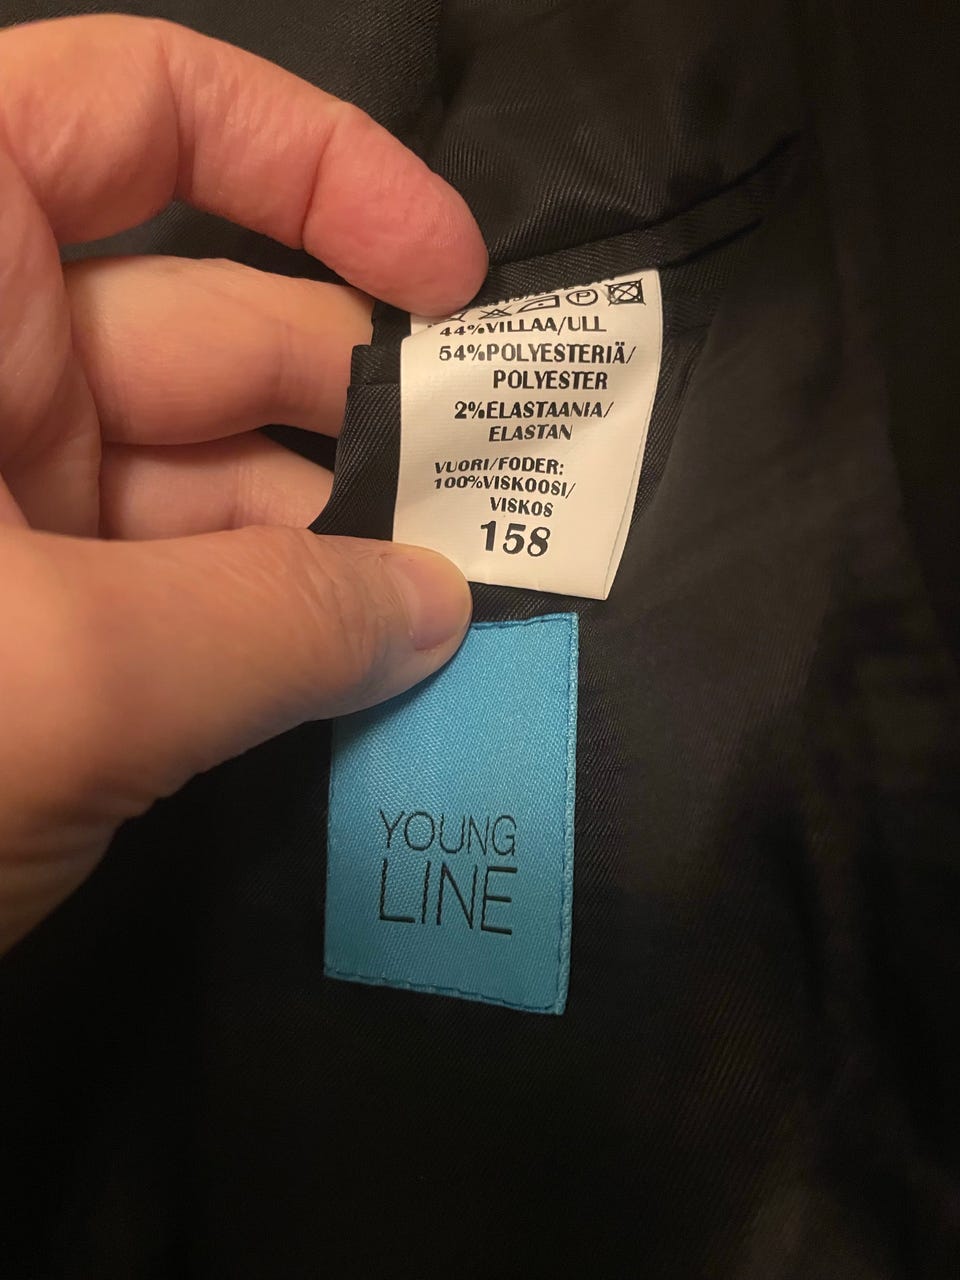 44%VILLAA/ULL
54%POLYESTERIÄ/
POLYESTER
2%ELASTAANIA/
ELASTAN
VUORI/FODER:
100%VISKOOSI/
VISKOS
158
YOUNG
LINE